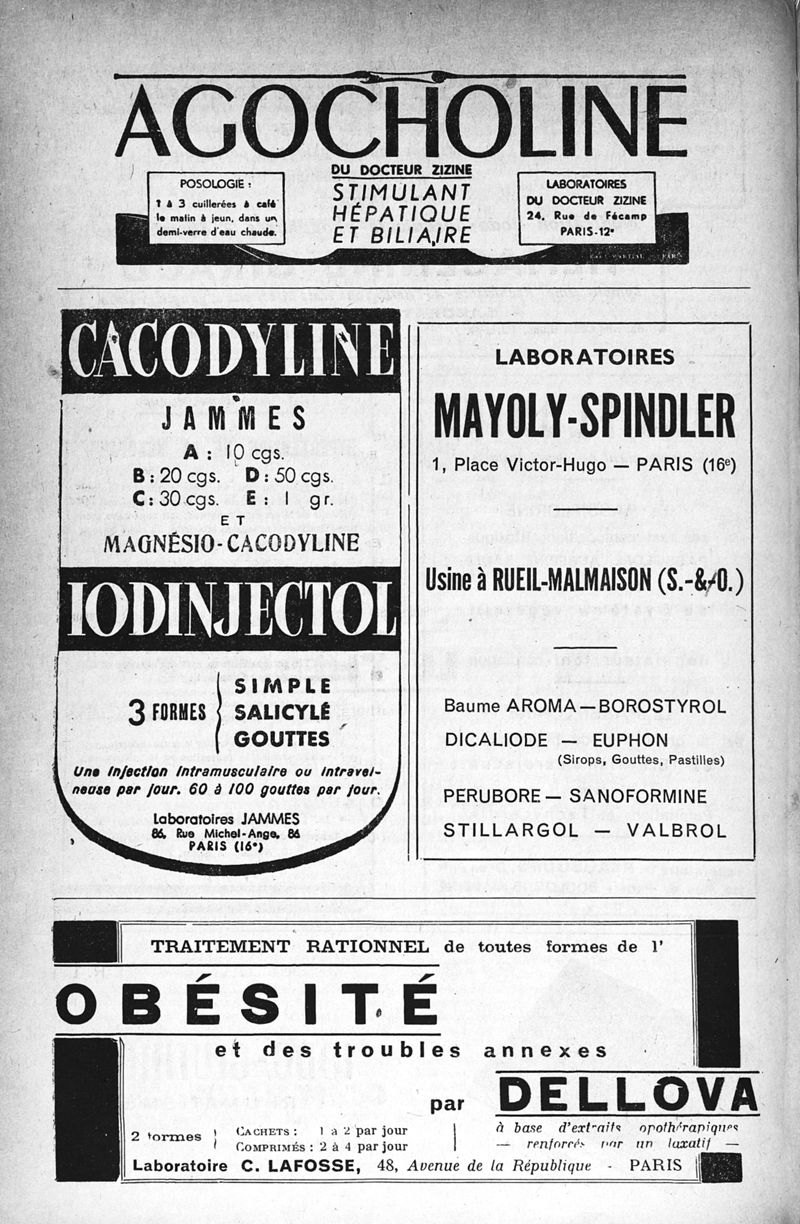 AGOCHOLINE
DU DOCTEUR ZIZINE
STIMULANT
HÉPATIQUE
ET BILIAIRE
POSOLOGIE :
1 à 3 cuillerées à café
le matin à jeun, dans un
demi-verre d'eau chaude.
LABORATOIRES
DU DOCTEUR ZIZINE
24, Rue de Fécamp
PARIS-12e
CACODYLINE
JAMMES
A : 10 cgs.
B : 20 cgs. D : 50 cgs.
C : 30 cgs. E : 1 gr.
ET
MAGNÉSIO-CACODYLINE
IODINJECTOL
3 FORMES
SIMPLE
SALICYLÉ
GOUTTES
Une injection intramusculaire ou intravei-
neuse par jour. 60 à 100 gouttes par jour.
Laboratoires JAMMES
86, Rue Michel-Ange, 86
PARIS (16e)
LABORATOIRES
MAYOLY-SPINDLER
1, Place Victor-Hugo — PARIS (16e)
Usine à RUEIL-MALMAISON (S.-&-O.)
Baume AROMA — BOROSTYROL
DICALIODE — EUPHON
(Sirops, Gouttes, Pastilles)
PERUBORE — SANOFORMINE
STILLARGOL — VALBROL
TRAITEMENT RATIONNEL de toutes formes de l'
OBÉSITÉ
et des troubles annexes
par DELLOVA
2 formes
CACHETS : 1 à 2 par jour
COMPRIMÉS : 2 à 4 par jour
à base d'extraits opothérapiques
— renforcés par un laxatif —
Laboratoire C. LAFOSSE, 48, Avenue de la République - PARIS